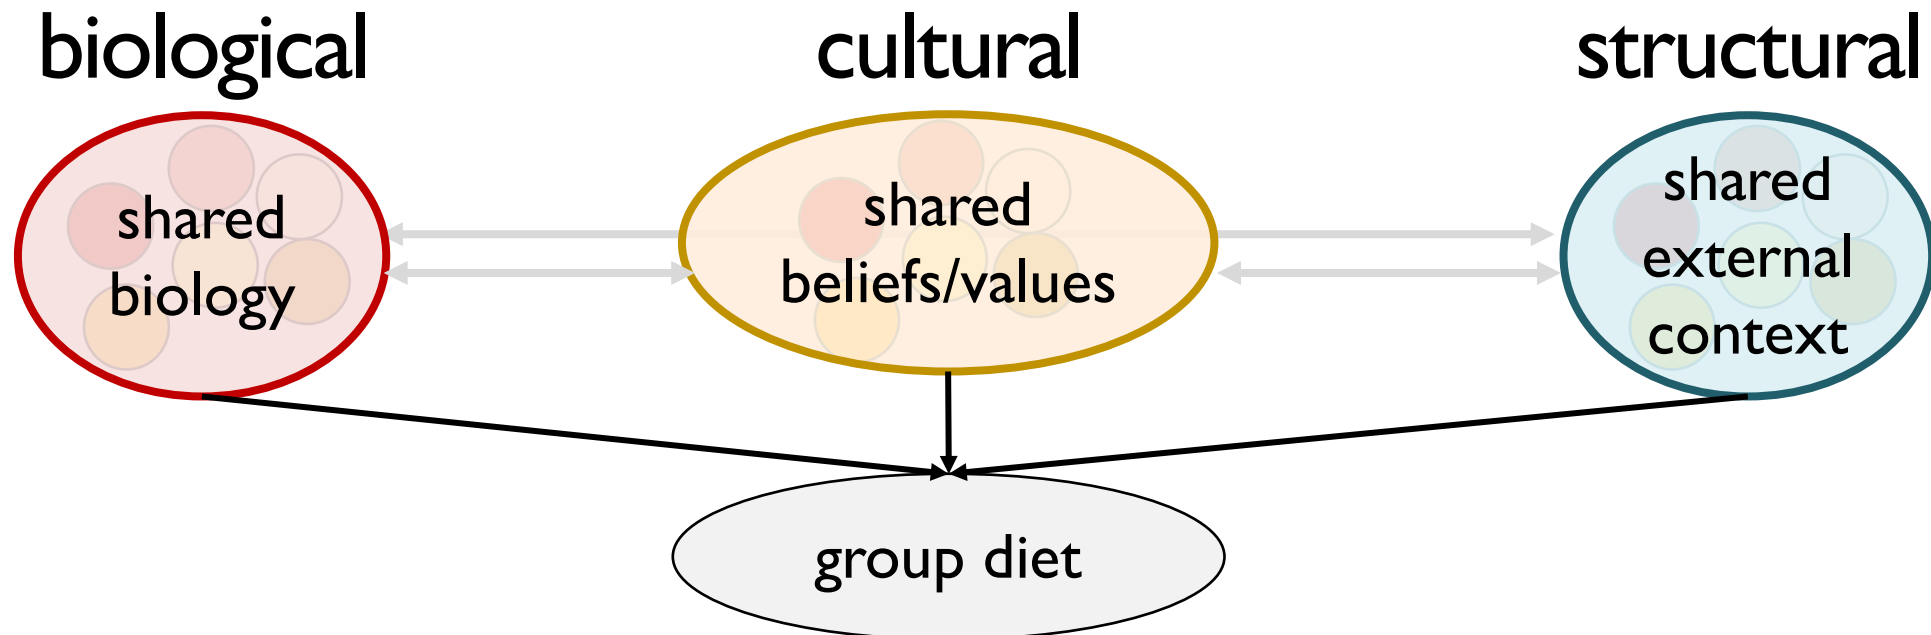 biological
cultural
structural
shared
biology
shared
beliefs/values
shared
external
context
group diet